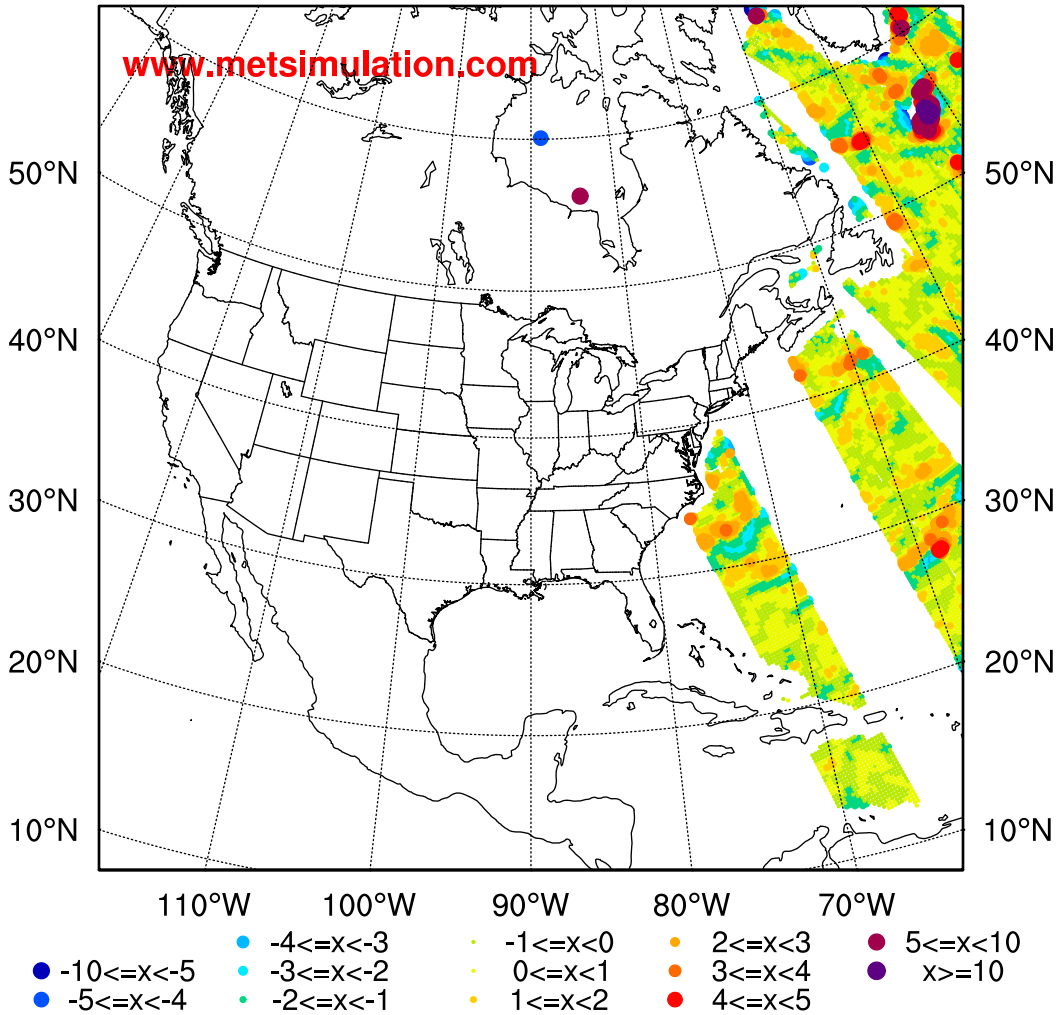 www.metsimulation.com
50°N 50°N
40°N 40°N
30°N 30°N
20°N 20°N
10°N 10°N
110°W 100°W 90°W 80°W 70°W
-4<=x<-3 -1<=x<0 2<=x<3 5<=x<10
-10<=x<-5 -3<=x<-2 0<=x<1 3<=x<4 x>=10
-5<=x<-4 -2<=x<-1 1<=x<2 4<=x<5